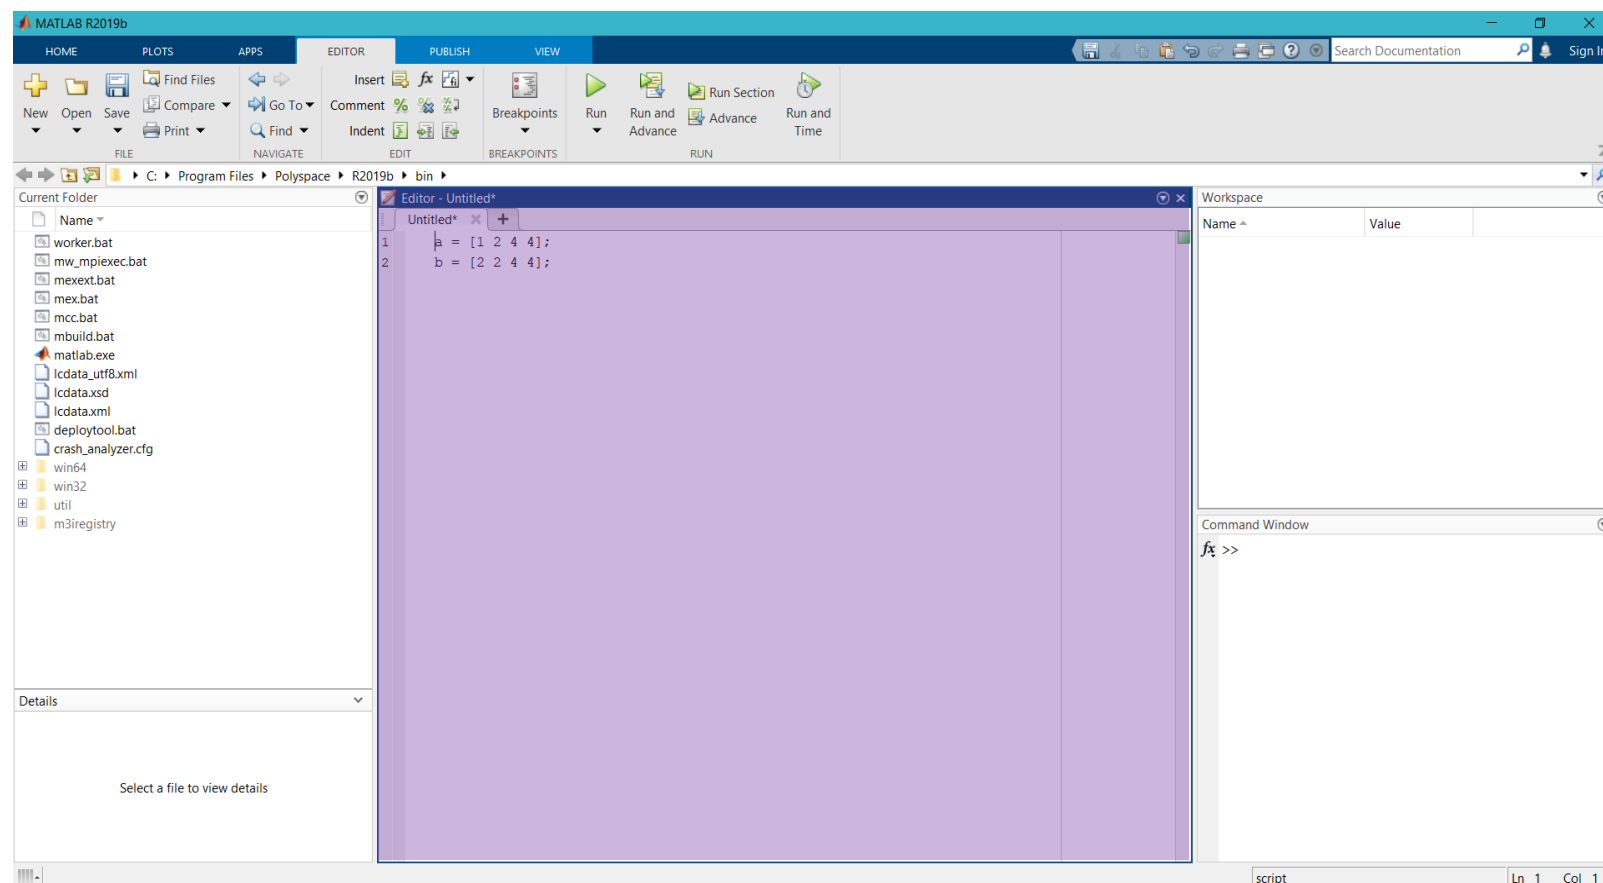 MATLAB R2019b
HOME PLOTS APPS EDITOR PUBLISH VIEW
Search Documentation
Sign In
New Open Save
Find Files
Compare
Print
FILE
Go To
Find
NAVIGATE
Insert
Comment
Indent
EDIT
Breakpoints
BREAKPOINTS
Run
Run and
Advance
Run Section
Advance
Run and
Time
RUN
C: Program Files Polyspace R2019b bin
Current Folder
Name
worker.bat
mw_mpiexec.bat
mexext.bat
mex.bat
mcc.bat
mbuild.bat
matlab.exe
lcdata_utf8.xml
lcdata.xsd
lcdata.xml
deploytool.bat
crash_analyzer.cfg
win64
win32
util
m3iregistry
Details
Select a file to view details
Editor - Untitled*
Untitled*
1 a = [1 2 4 4];
2 b = [2 2 4 4];
Workspace
Name Value
Command Window
fx >>
script
Ln 1 Col 1